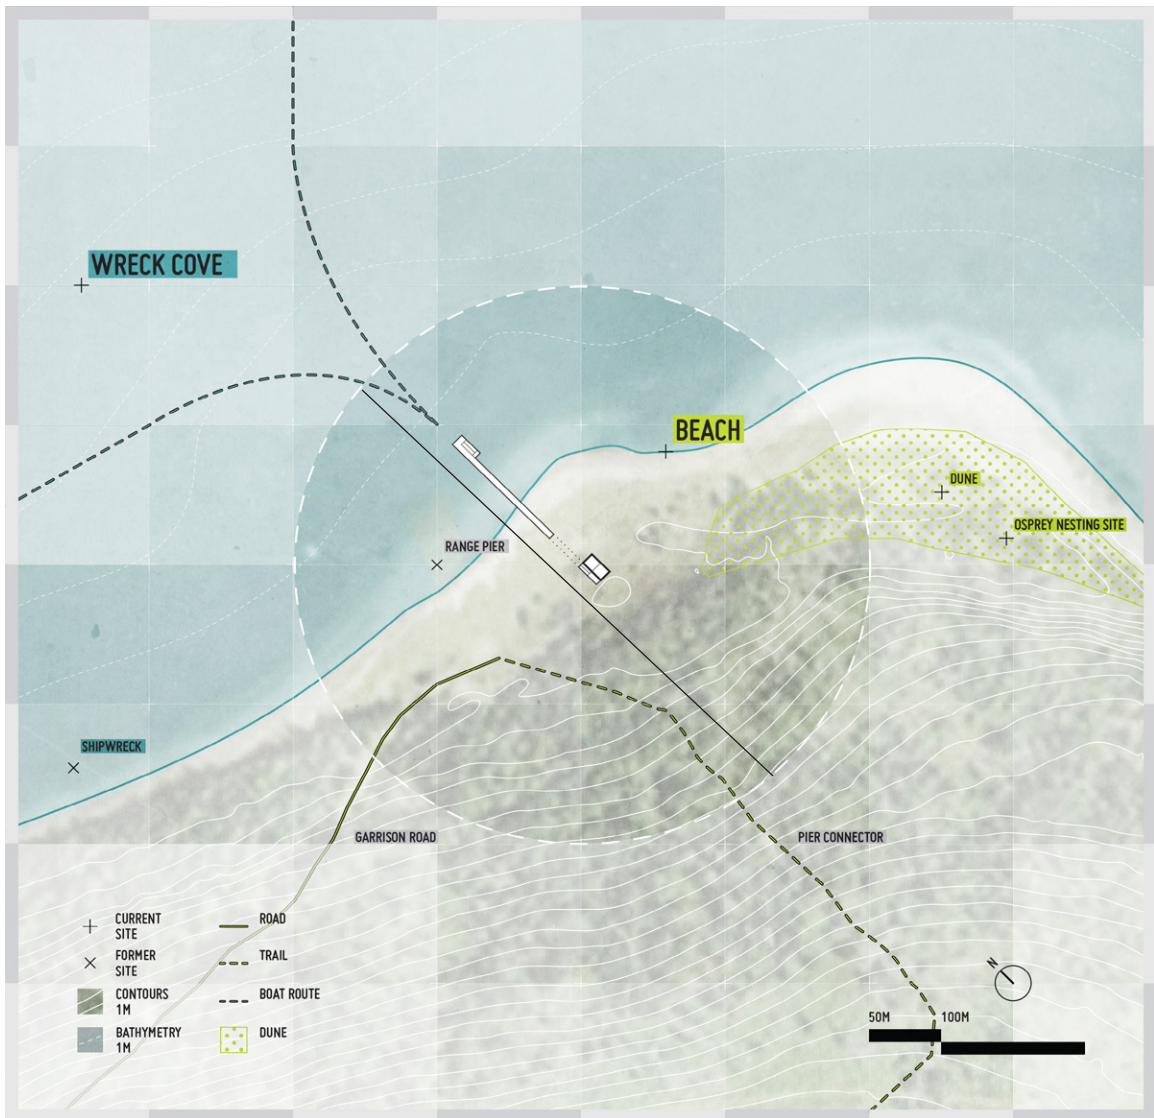 WRECK COVE
BEACH
DUNE
OSPREY NESTING SITE
RANGE PIER
SHIPWRECK
GARRISON ROAD
PIER CONNECTOR
CURRENT
SITE
FORMER
SITE
CONTOURS
1M
BATHYMETRY
1M
ROAD
TRAIL
BOAT ROUTE
DUNE
N
50M
100M